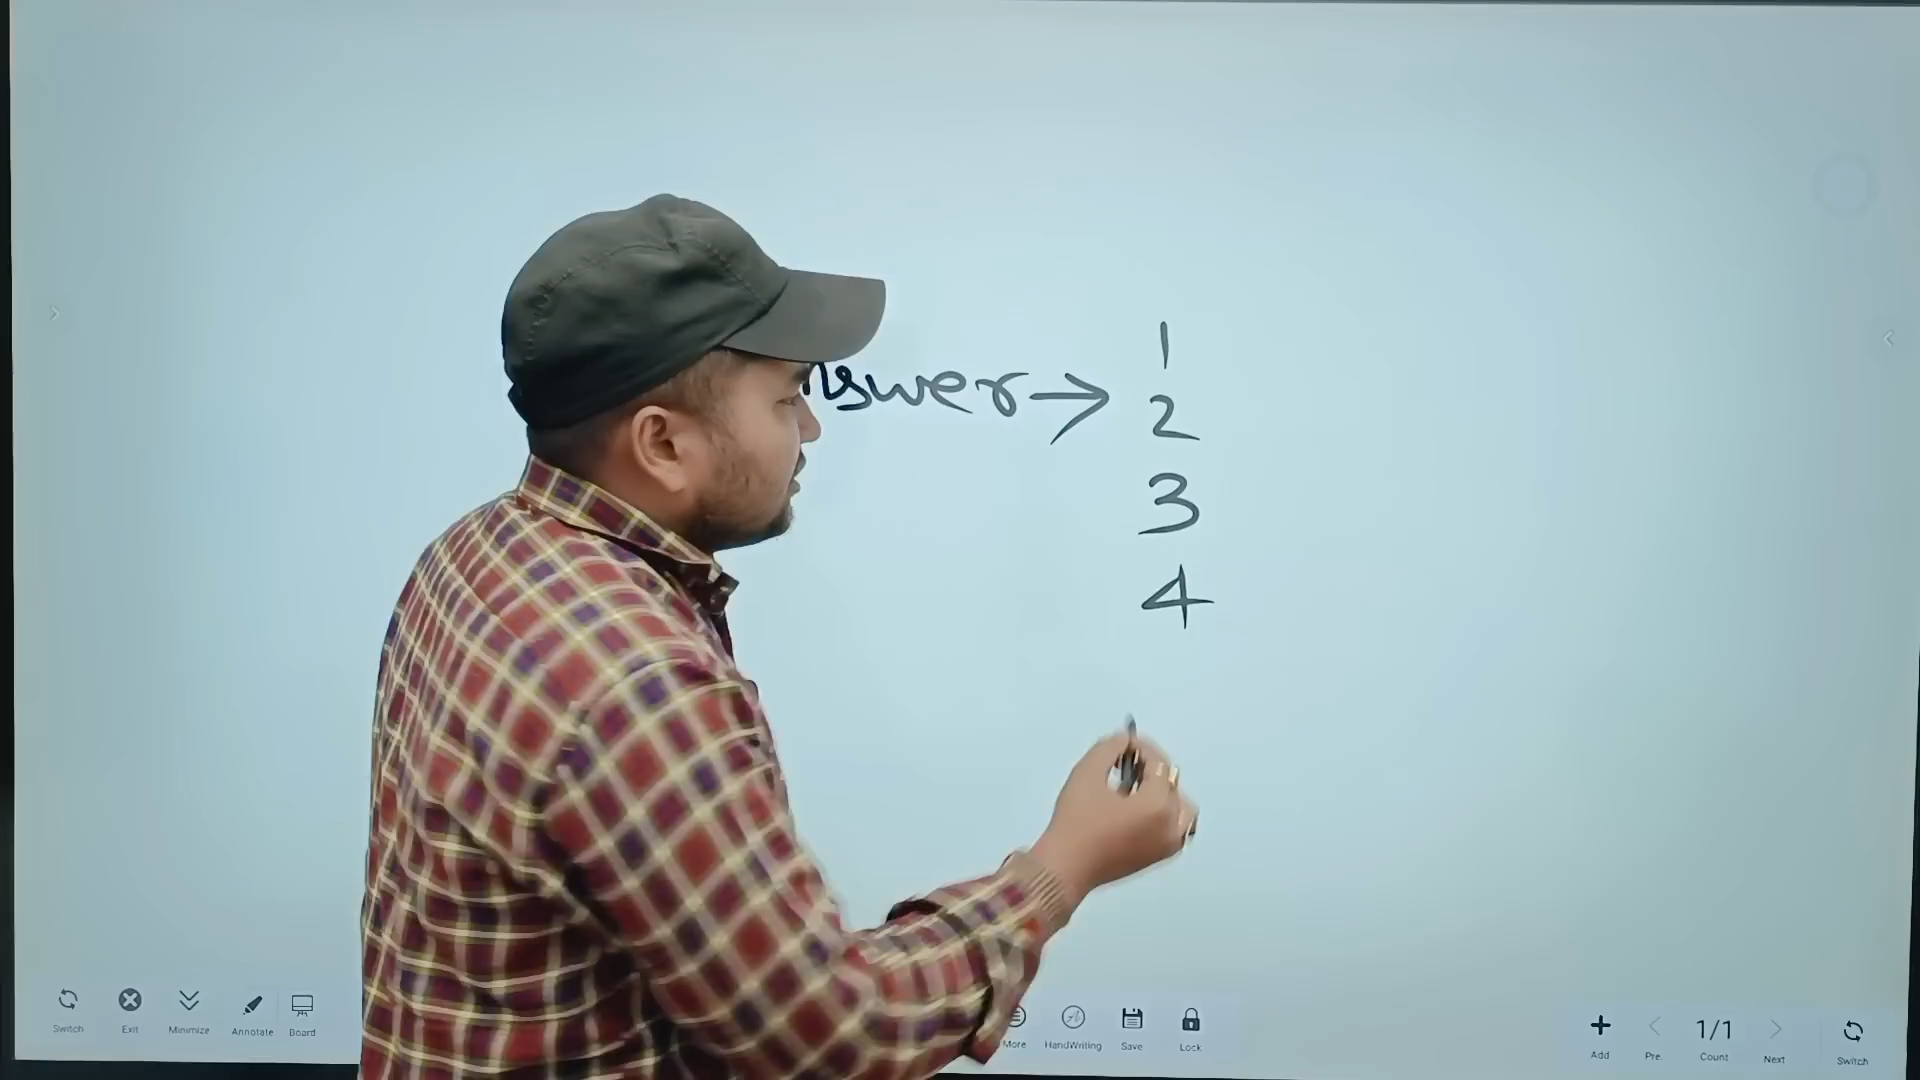 nswer → 1
2
3
4
Switch Exit Minimize Annotate Board More HandWriting Save Lock Add Pre 1/1 Count Next Switch